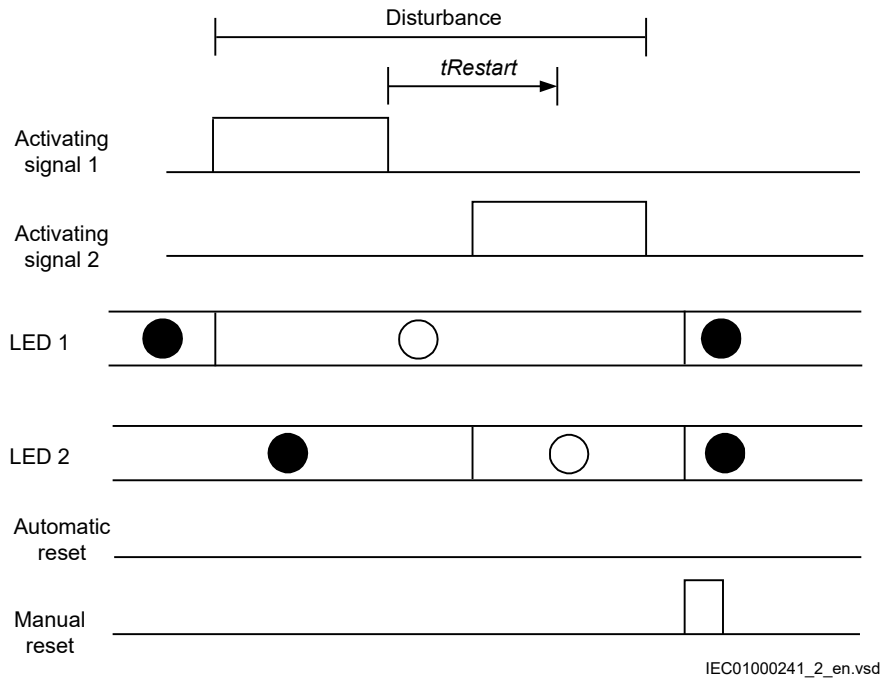 Disturbance
tRestart
Activating
signal 1
Activating
signal 2
LED 1
LED 2
Automatic
reset
Manual
reset
IEC01000241_2_en.vsd